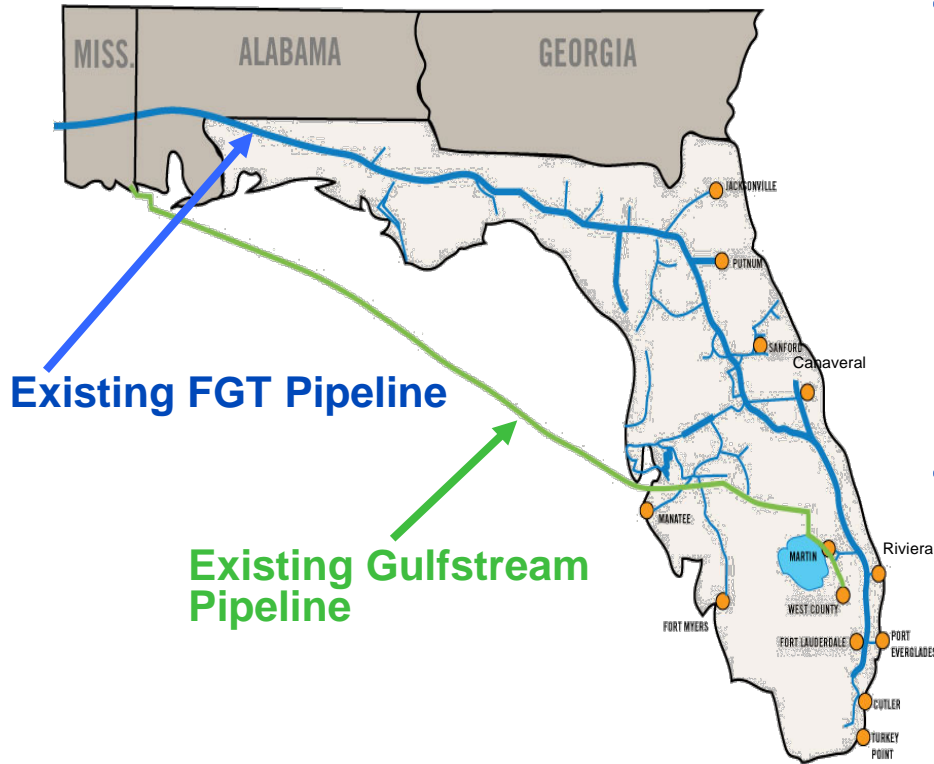 MISS.
ALABAMA
GEORGIA
JACKSONVILLE
PUTNUM
SANFORD
Canaveral
Existing FGT Pipeline
MANATEE
Existing Gulfstream
Pipeline
MARTIN
Riviera
WEST COUNTY
FORT MYERS
FORT LAUDERDALE
PORT
EVERGLADES
CUTLER
TURKEY
POINT